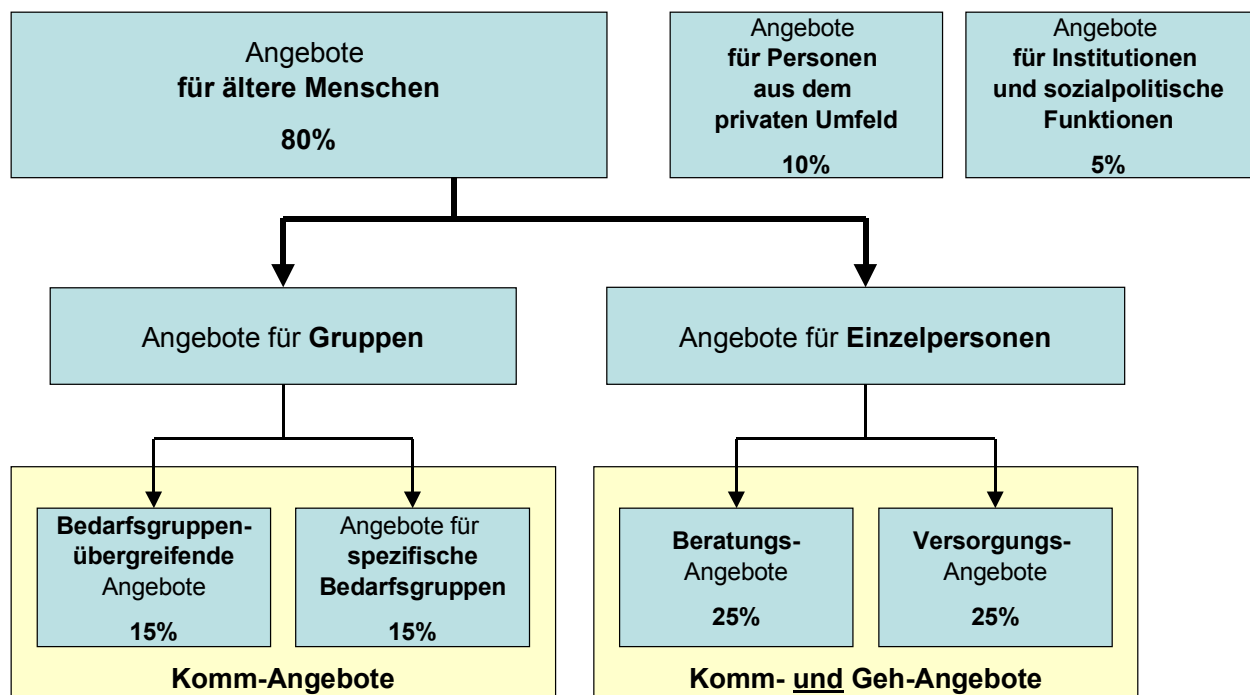 Angebote
für ältere Menschen
80%
Angebote
für Personen
aus dem
privaten Umfeld
10%
Angebote
für Institutionen
und sozialpolitische
Funktionen
5%
Angebote für Gruppen
Angebote für Einzelpersonen
Bedarfsgruppen-
übergreifende
Angebote
15%
Angebote für
spezifische
Bedarfsgruppen
15%
Beratungs-
Angebote
25%
Versorgungs-
Angebote
25%
Komm-Angebote
Komm- und Geh-Angebote